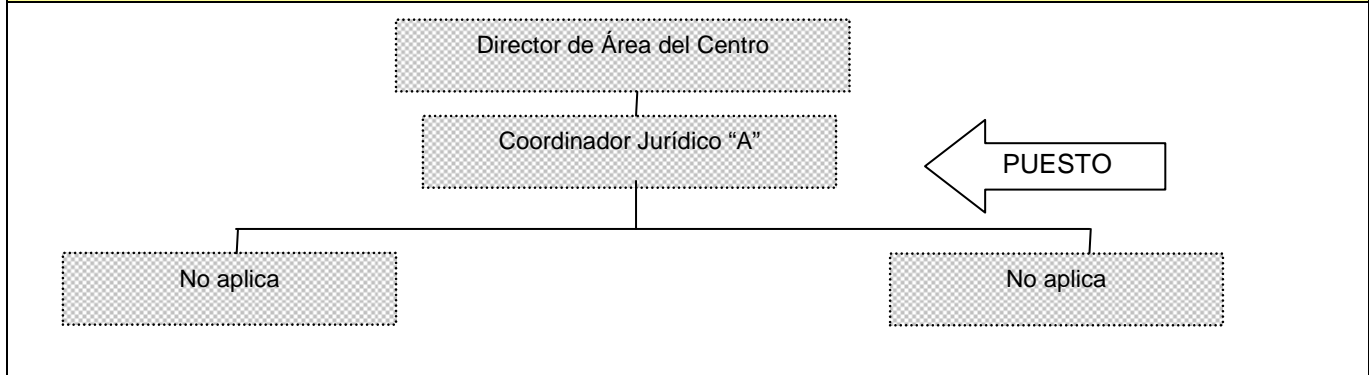 Director de Área del Centro
Coordinador Jurídico “A”
PUESTO
No aplica
No aplica